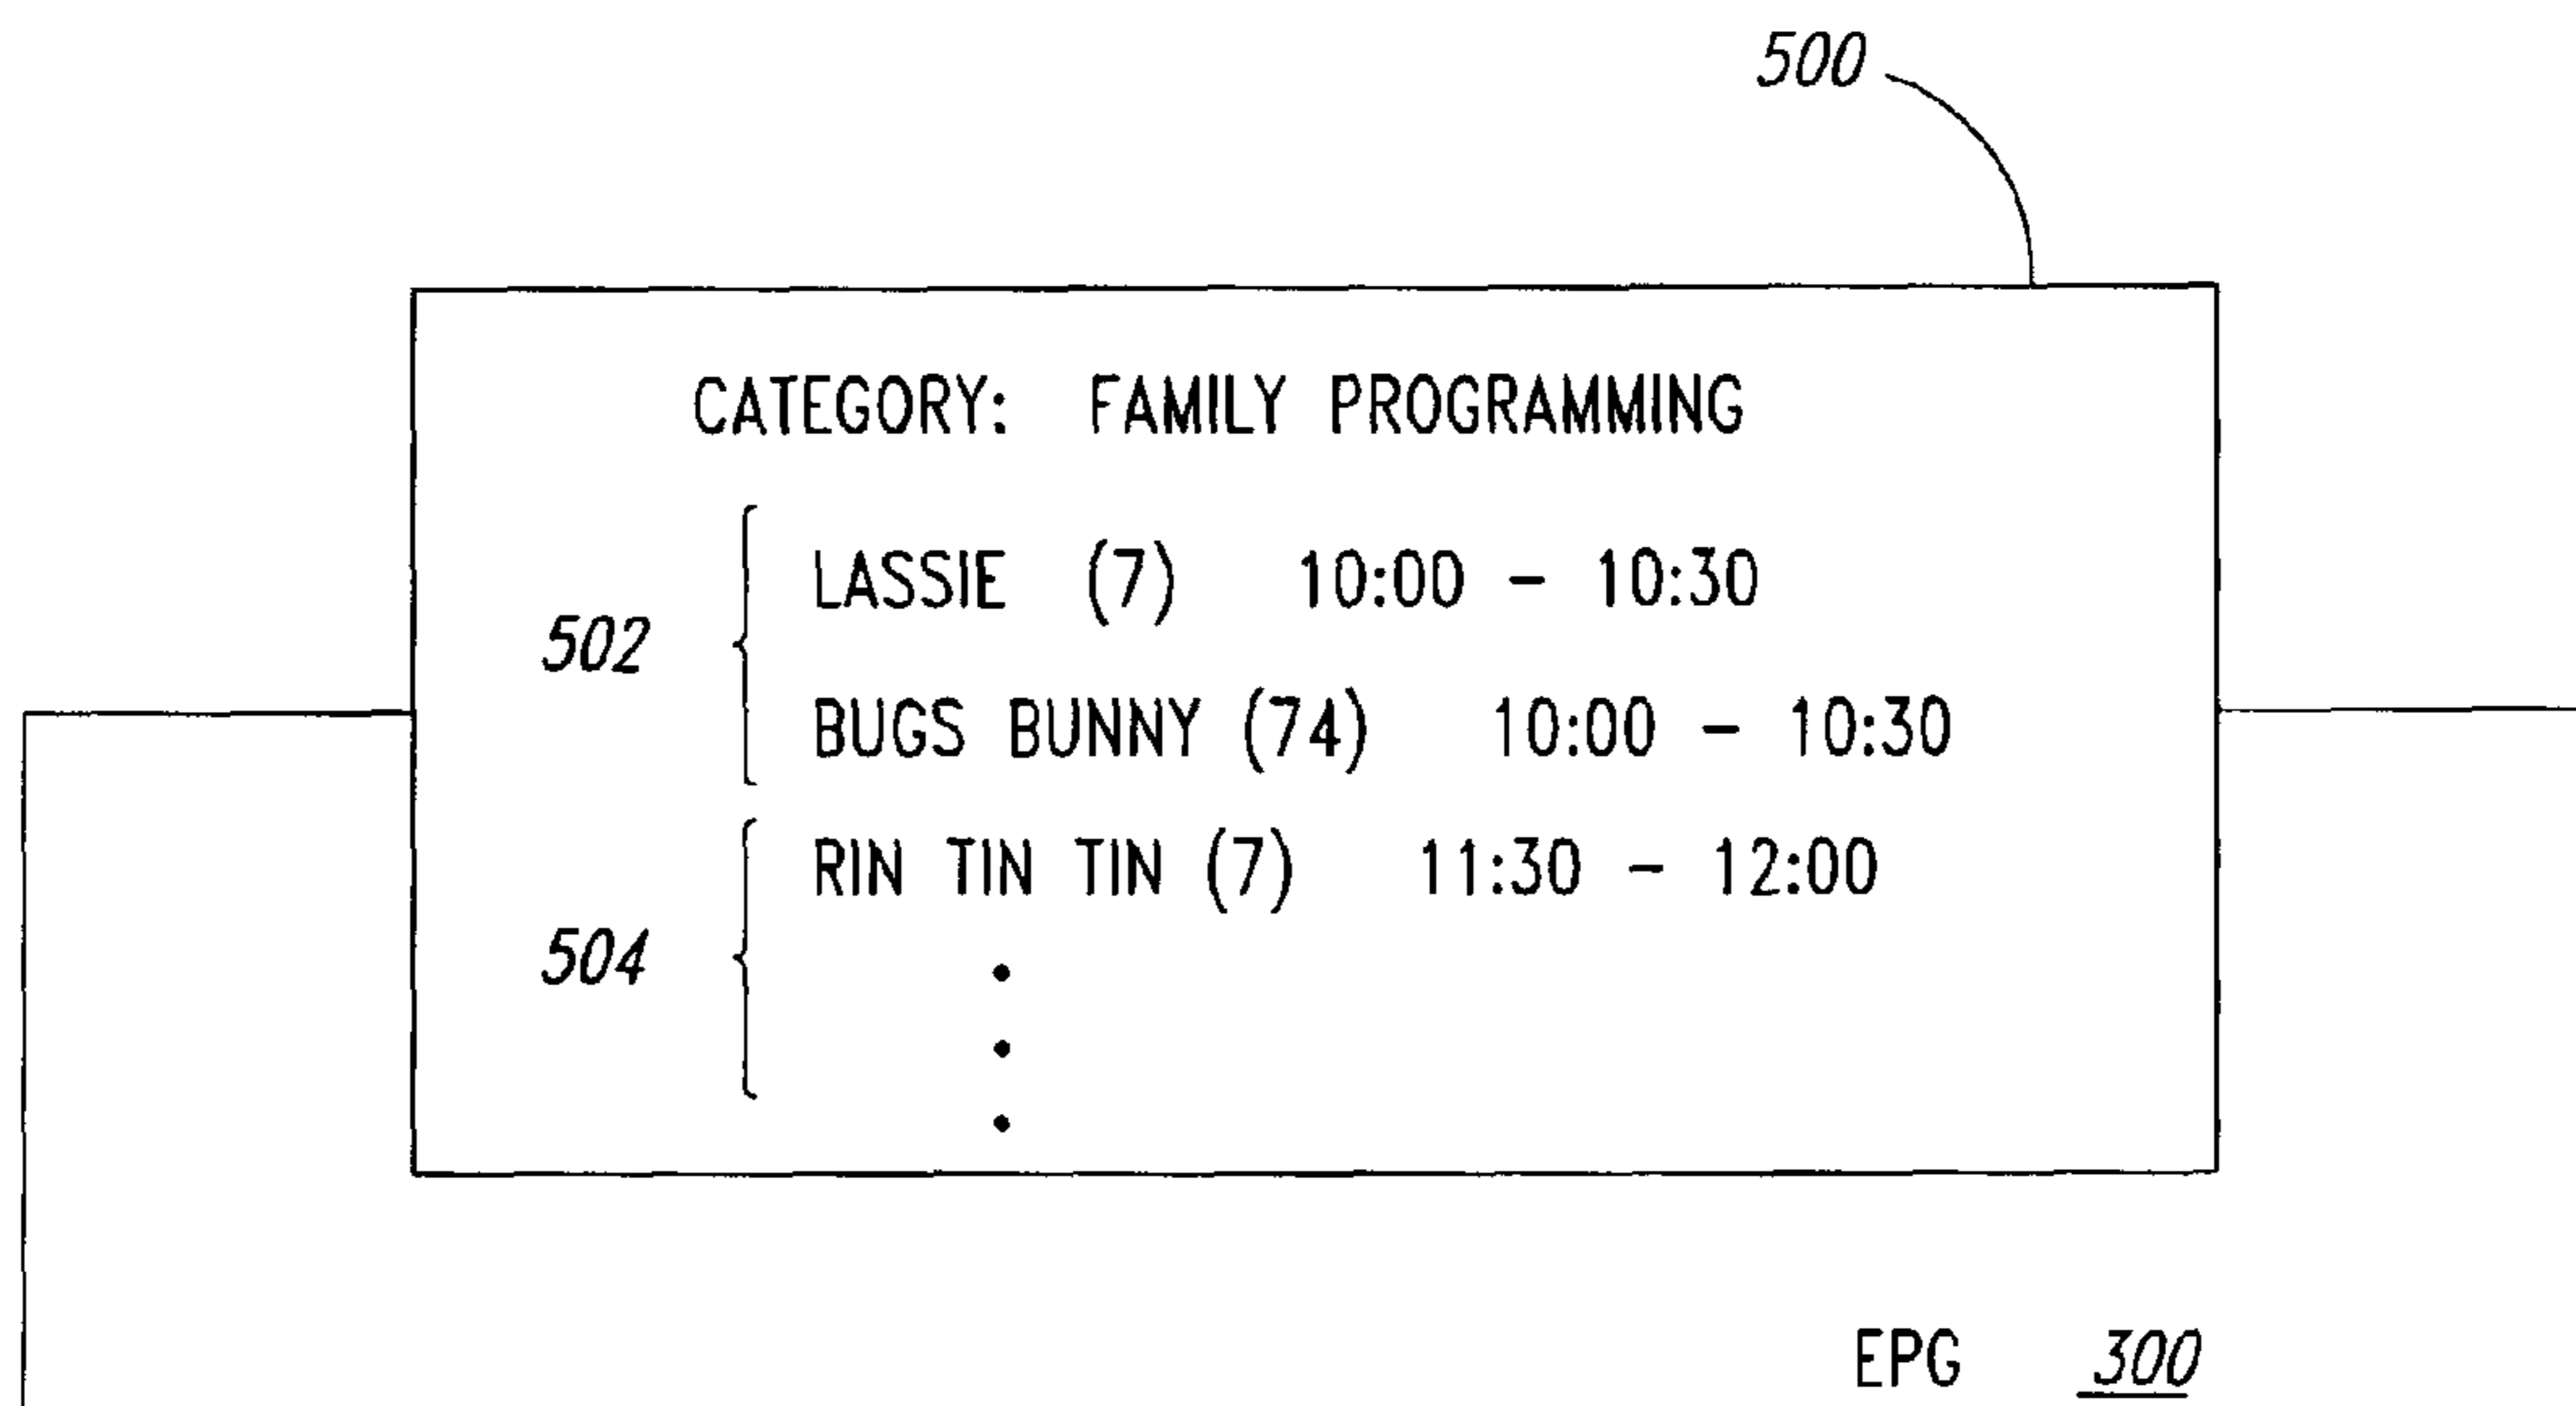 500
CATEGORY: FAMILY PROGRAMMING
LASSIE (7) 10:00 - 10:30
502
BUGS BUNNY (74) 10:00 - 10:30
RIN TIN TIN (7) 11:30 - 12:00
504
EPG 300